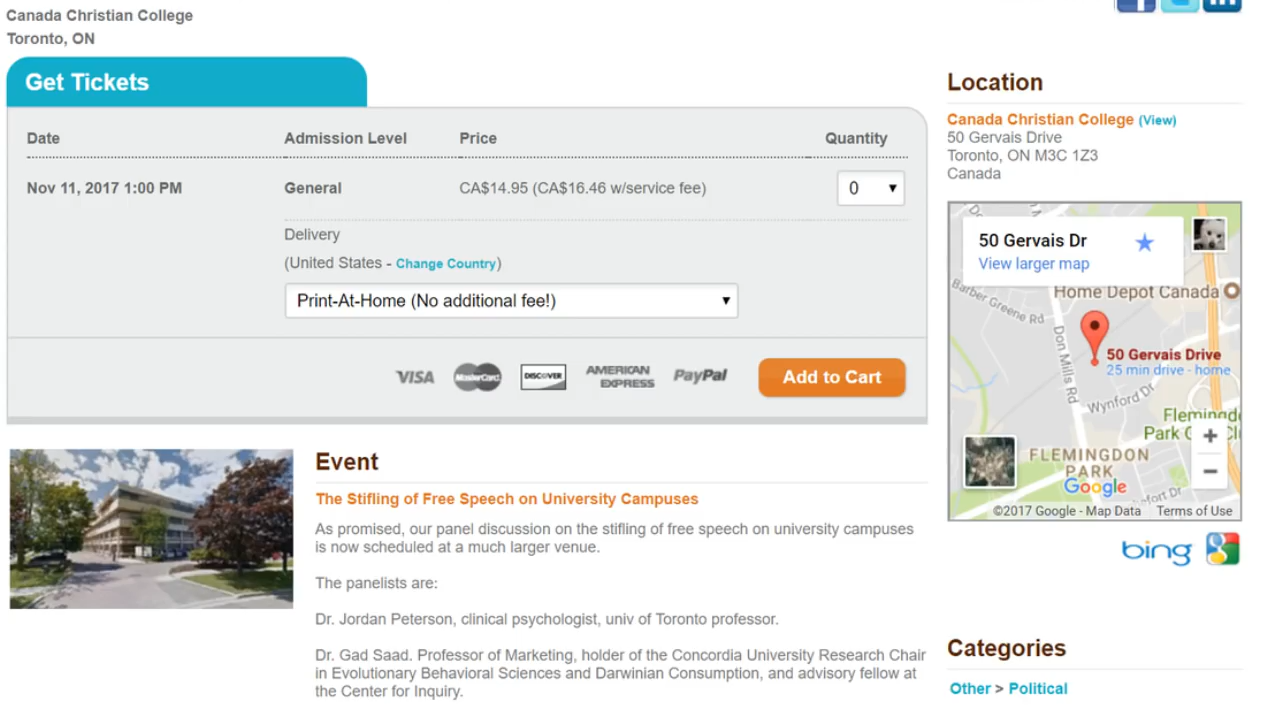 Canada Christian College
Toronto, ON
Get Tickets
Date Admission Level Price Quantity
Nov 11, 2017 1:00 PM General CA$14.95 (CA$16.46 w/service fee) 0
Delivery
(United States - Change Country)
Print-At-Home (No additional fee!)
VISA MasterCard DISCOVER AMERICAN EXPRESS PayPal Add to Cart
Event
The Stifling of Free Speech on University Campuses
As promised, our panel discussion on the stifling of free speech on university campuses
is now scheduled at a much larger venue.
The panelists are:
Dr. Jordan Peterson, clinical psychologist, univ of Toronto professor.
Dr. Gad Saad. Professor of Marketing, holder of the Concordia University Research Chair
in Evolutionary Behavioral Sciences and Darwinian Consumption, and advisory fellow at
the Center for Inquiry.
Location
Canada Christian College (View)
50 Gervais Drive
Toronto, ON M3C 1Z3
Canada
50 Gervais Dr
View larger map
Barber Greene Rd
Home Depot Canada
Don Mills Rd
50 Gervais Drive
25 min drive - home
Wynford Dr
Flemingd
Park
FLEMINGDON
PARK
Google
©2017 Google - Map Data Terms of Use
bing
Categories
Other > Political